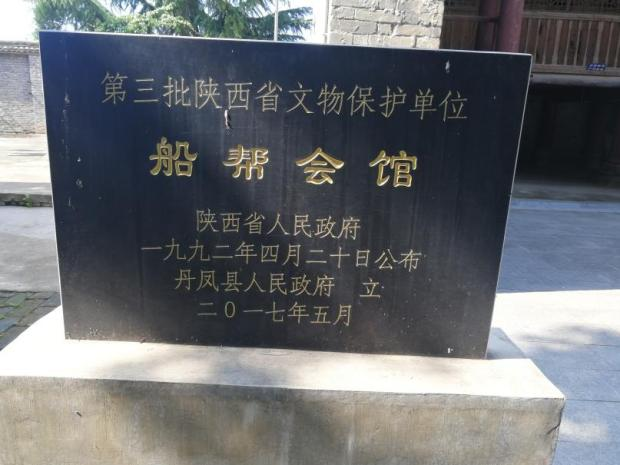 第三批陕西省文物保护单位
船帮会馆
陕西省人民政府
一九九二年四月二十日公布
丹凤县人民政府 立
二〇一七年五月